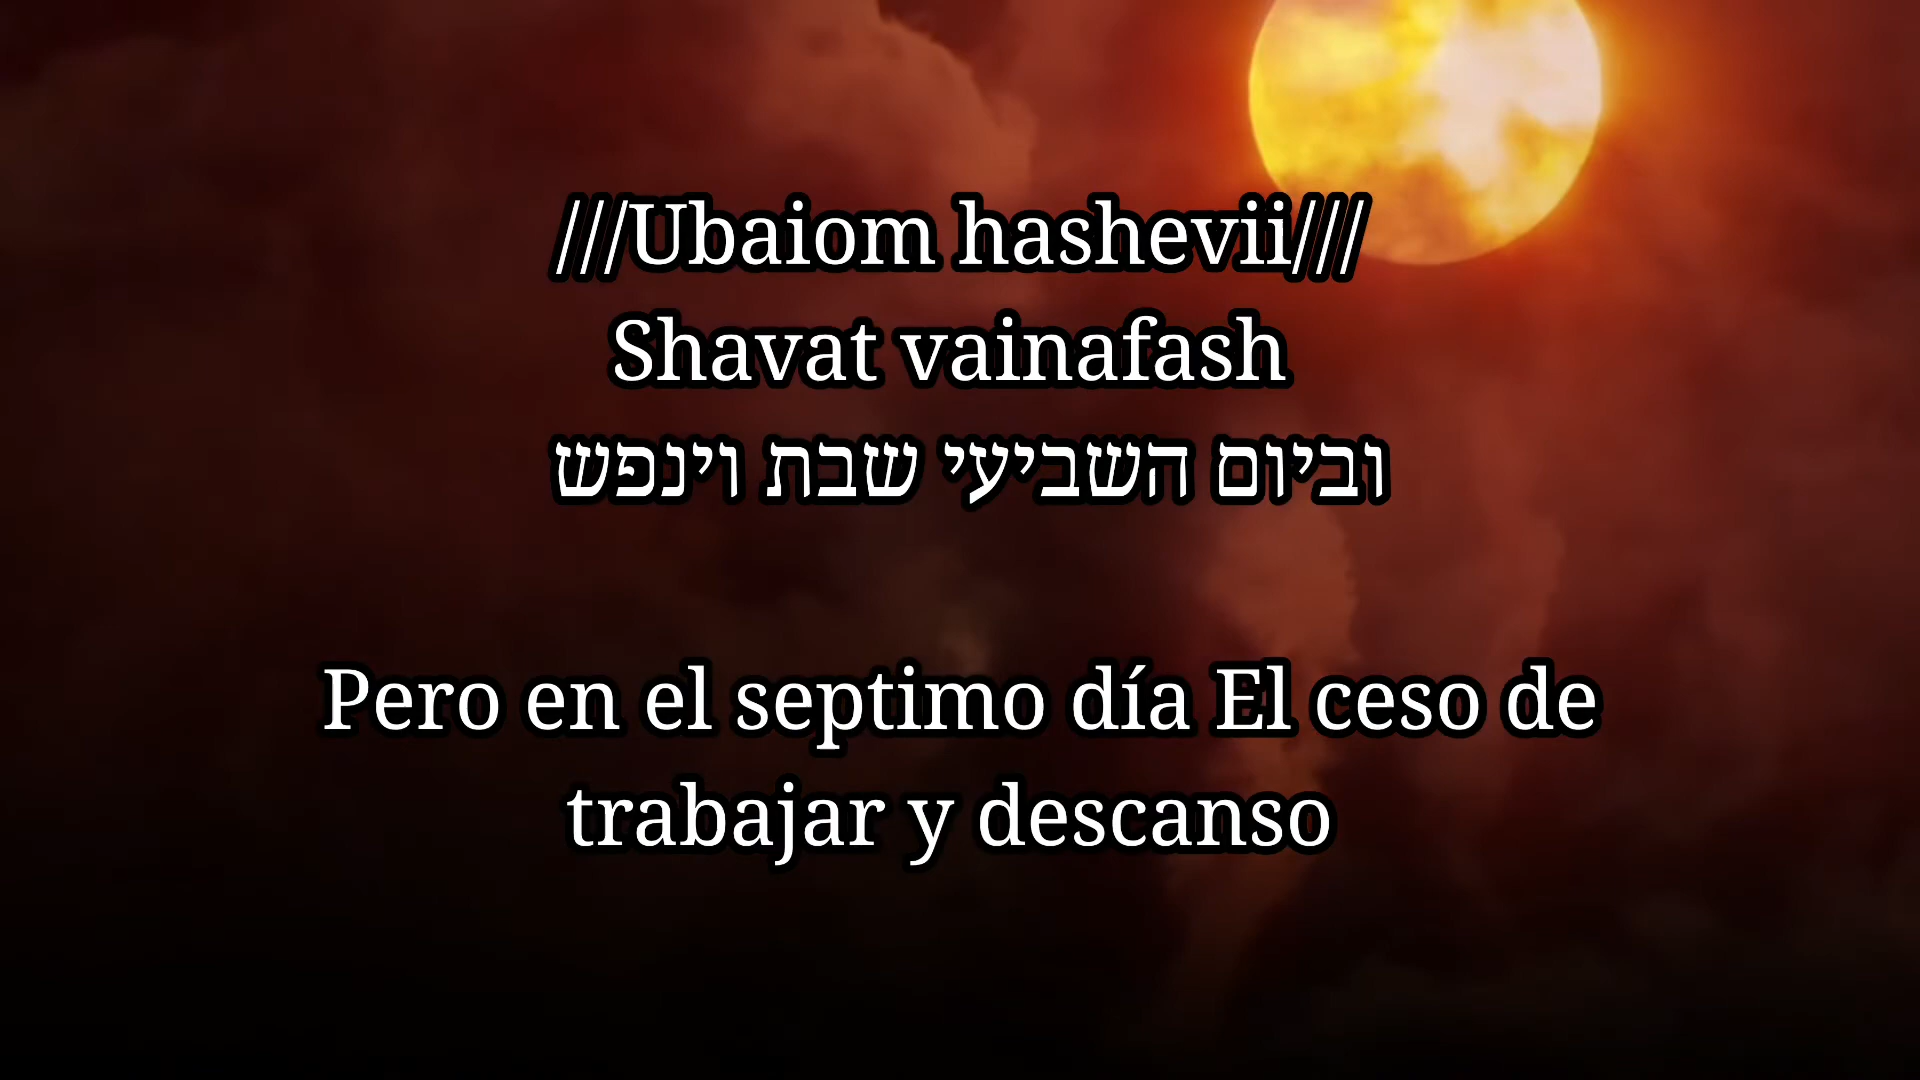 ///Ubaiom hashevii///
Shavat vainafash
וביום השביעי שבת וינפש
Pero en el septimo día El ceso de
trabajar y descanso